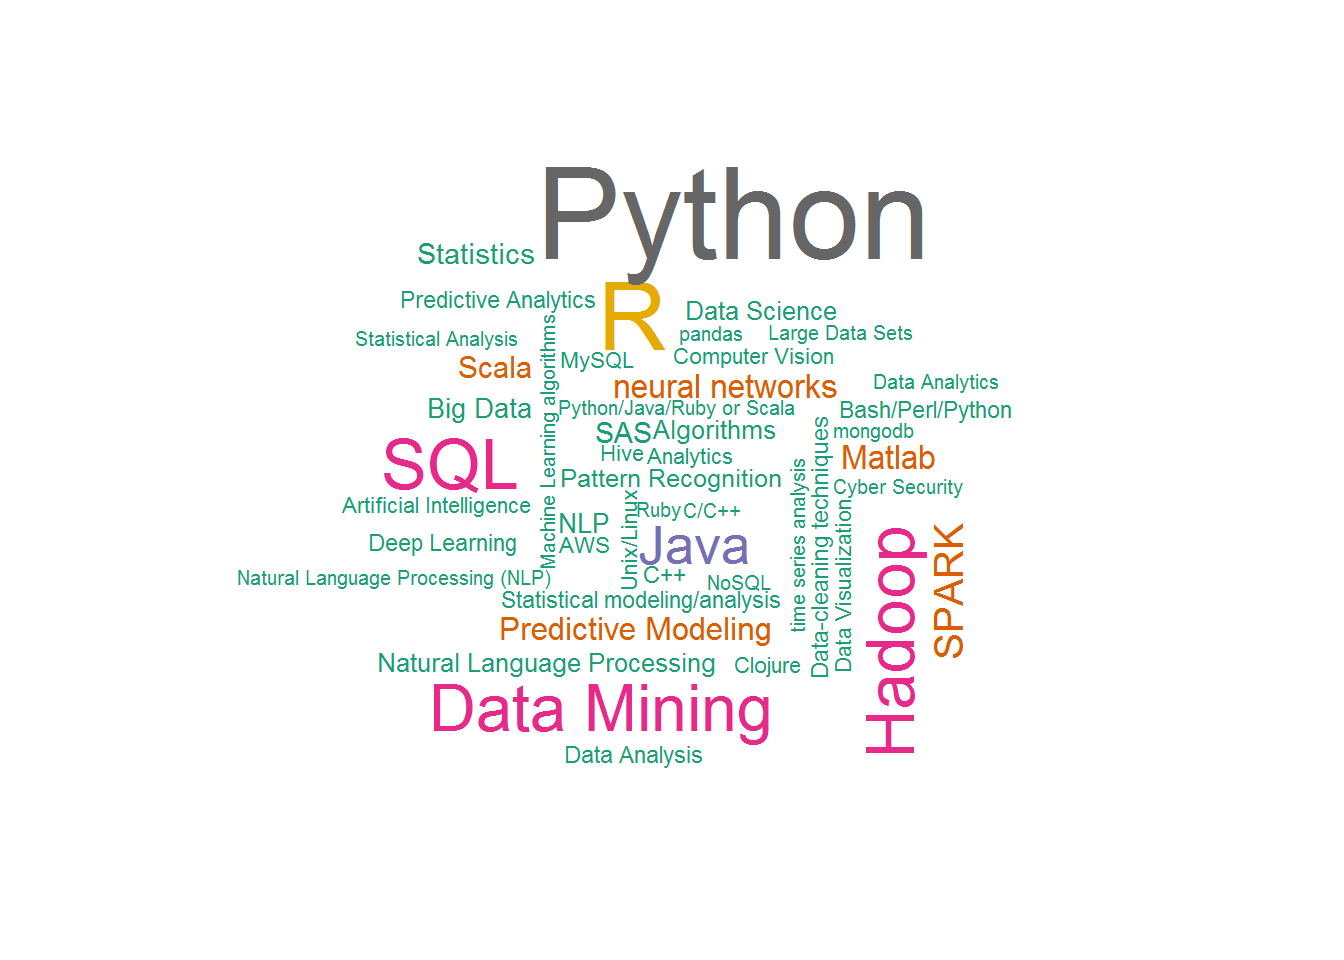 Python
Statistics
R
Predictive Analytics
Data Science
Statistical Analysis
pandas
Large Data Sets
Scala
MySQL
Computer Vision
neural networks
Data Analytics
Big Data
Python/Java/Ruby or Scala
Bash/Perl/Python
SAS
Algorithms
mongodb
Machine Learning algorithms
SQL
Hive
Analytics
Matlab
Pattern Recognition
Cyber Security
Artificial Intelligence
NLP
Ruby
C/C++
Deep Learning
AWS
Unix/Linux
Java
time series analysis
Data-cleaning techniques
Data Visualization
Natural Language Processing (NLP)
C++
NoSQL
Statistical modeling/analysis
Hadoop
SPARK
Predictive Modeling
Natural Language Processing
Clojure
Data Mining
Data Analysis